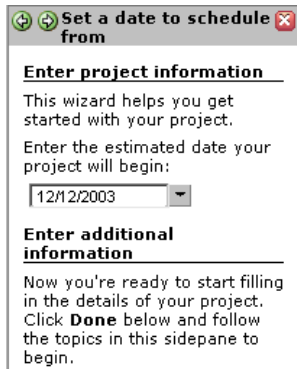 Set a date to schedule
from
Enter project information
This wizard helps you get
started with your project.
Enter the estimated date your
project will begin:
12/12/2003
Enter additional
information
Now you're ready to start filling
in the details of your project.
Click Done below and follow
the topics in this sidepane to
begin.